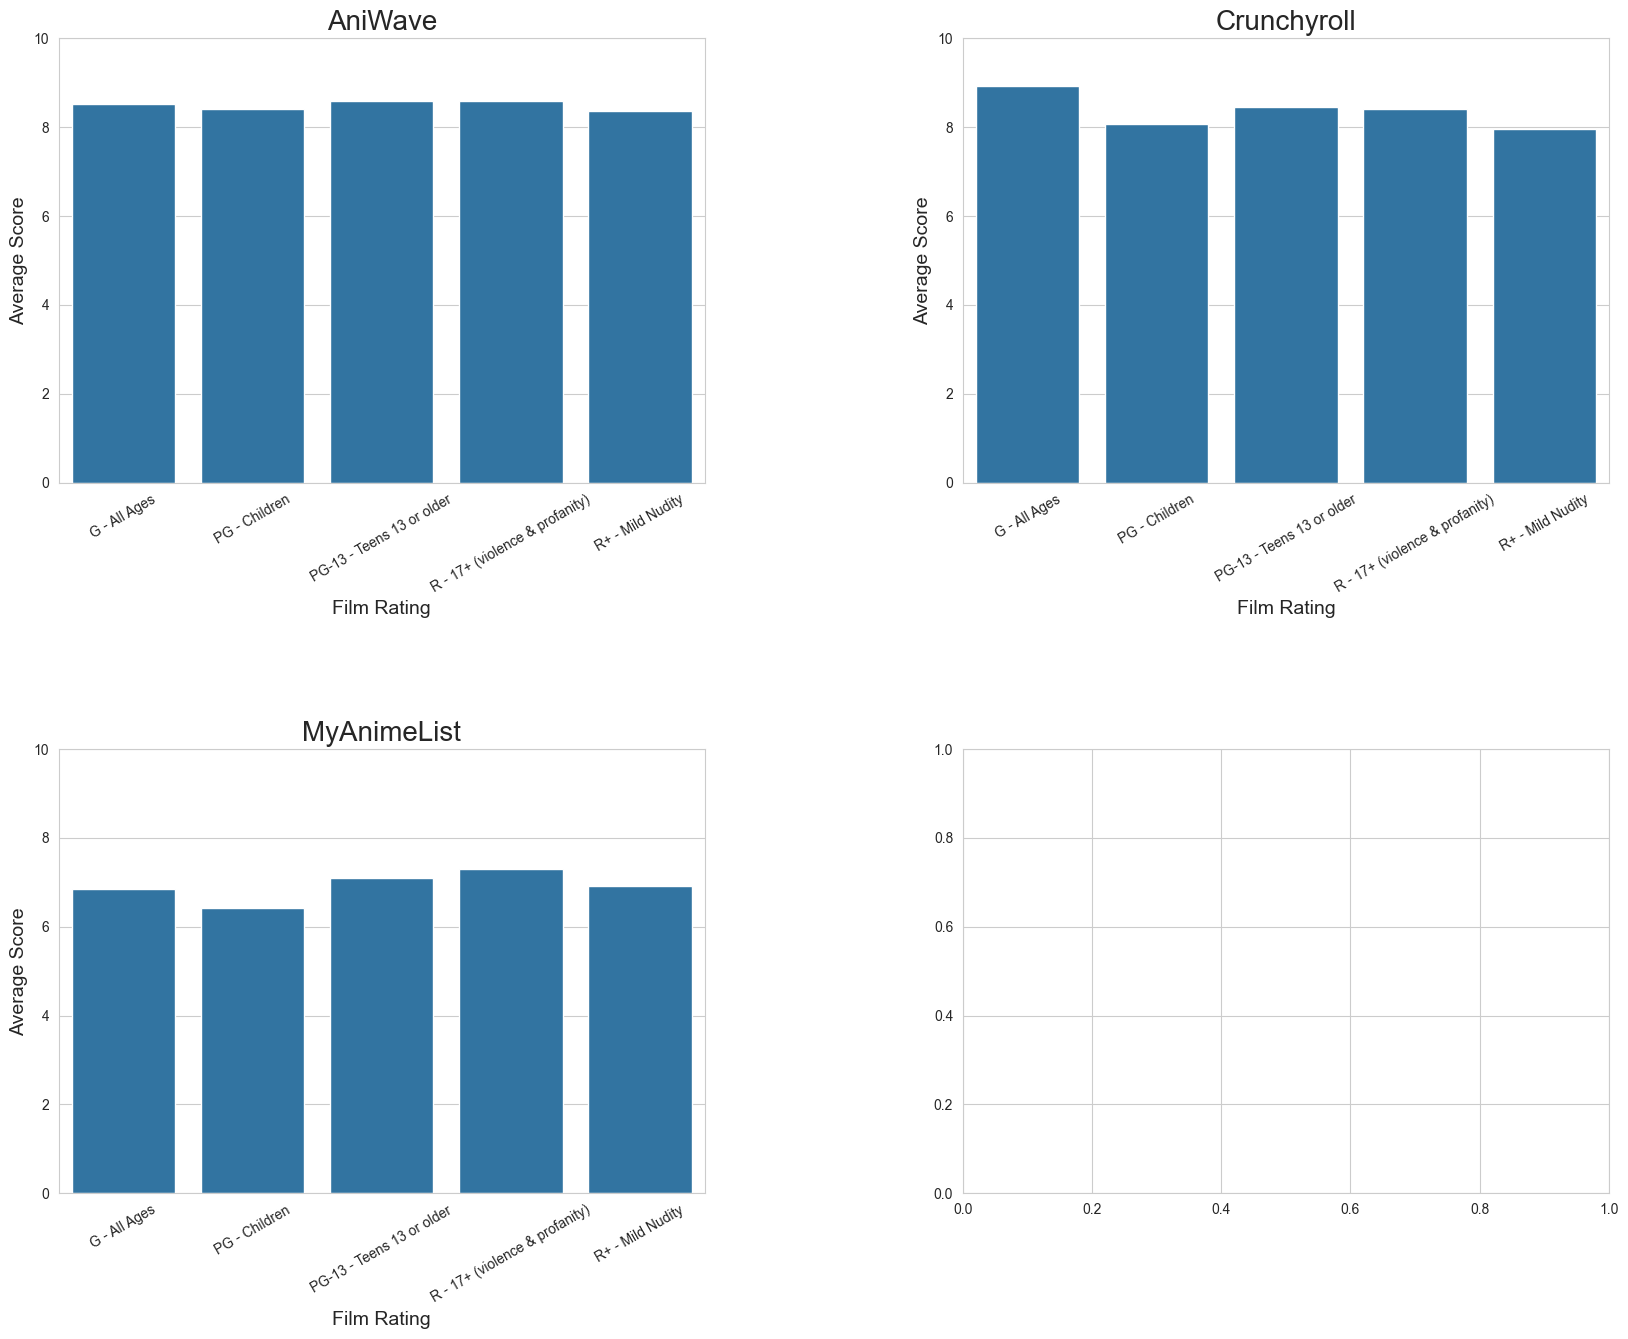 AniWave
10
8
6
4
2
0
Average Score
G - All Ages
PG - Children
PG-13 - Teens 13 or older
R - 17+ (violence & profanity)
R+ - Mild Nudity
Film Rating
Crunchyroll
10
8
6
4
2
0
Average Score
G - All Ages
PG - Children
PG-13 - Teens 13 or older
R - 17+ (violence & profanity)
R+ - Mild Nudity
Film Rating
MyAnimeList
10
8
6
4
2
0
Average Score
G - All Ages
PG - Children
PG-13 - Teens 13 or older
R - 17+ (violence & profanity)
R+ - Mild Nudity
Film Rating
1.0
0.8
0.6
0.4
0.2
0.0
0.0 0.2 0.4 0.6 0.8 1.0